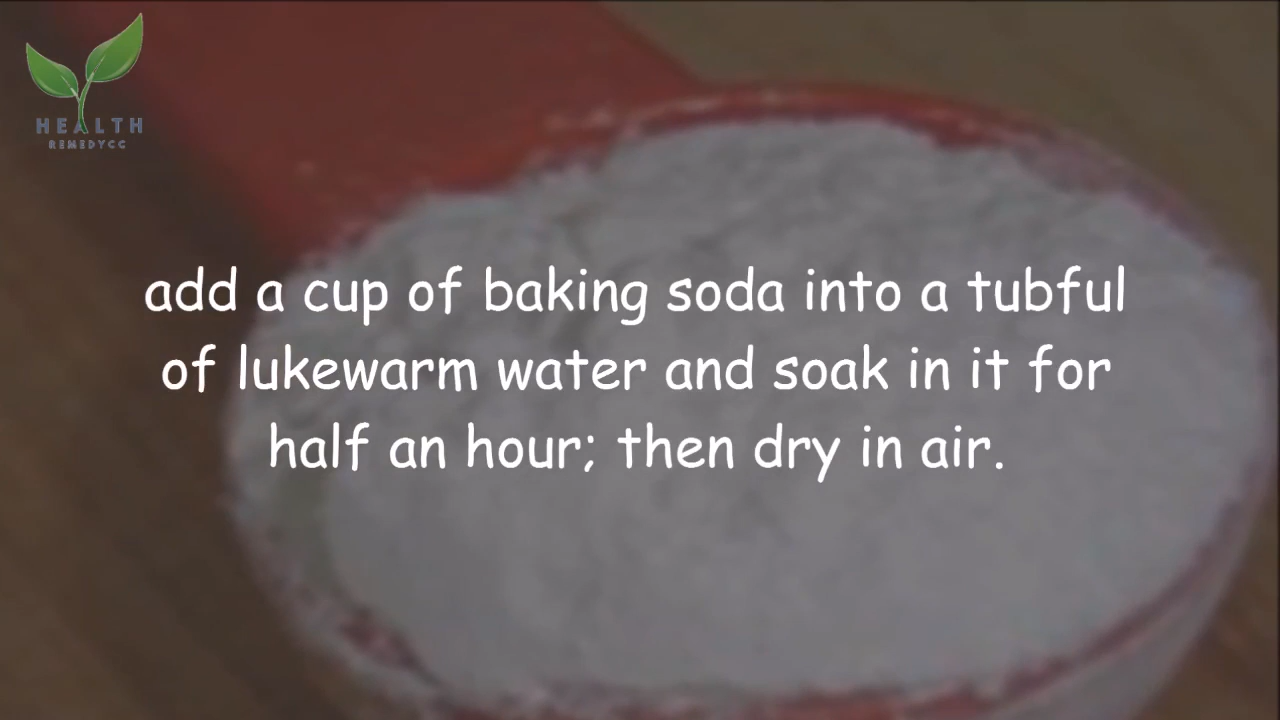 HEALTH
REMEDYCC
add a cup of baking soda into a tubful
of lukewarm water and soak in it for
half an hour; then dry in air.